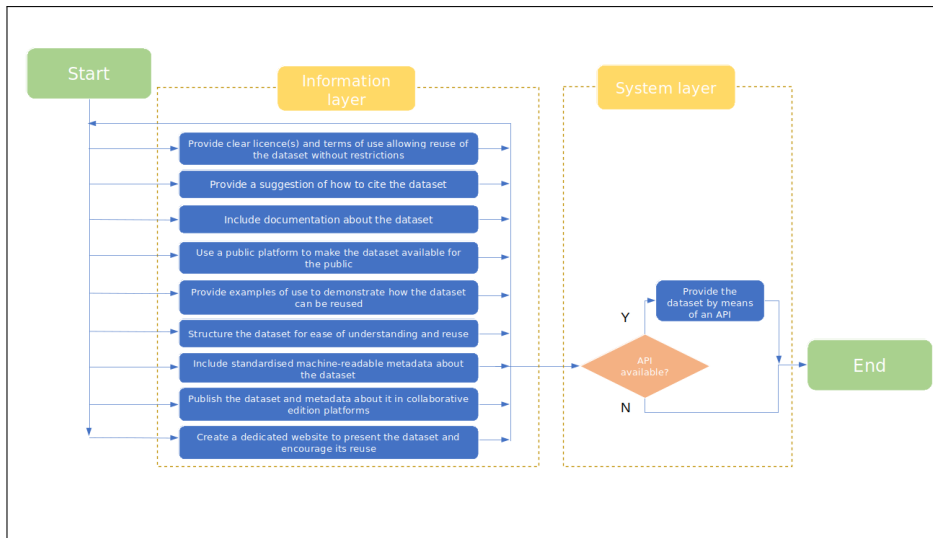 Start
Information
layer
System layer
Provide clear licence(s) and terms of use allowing reuse of
the dataset without restrictions
Provide a suggestion of how to cite the dataset
Include documentation about the dataset
Use a public platform to make the dataset available for
the public
Provide examples of use to demonstrate how the dataset
can be reused
Structure the dataset for ease of understanding and reuse
Include standardised machine-readable metadata about
the dataset
Publish the dataset and metadata about it in collaborative
edition platforms
Create a dedicated website to present the dataset and
encourage its reuse
Provide the
dataset by means
of an API
Y
API
available?
N
End